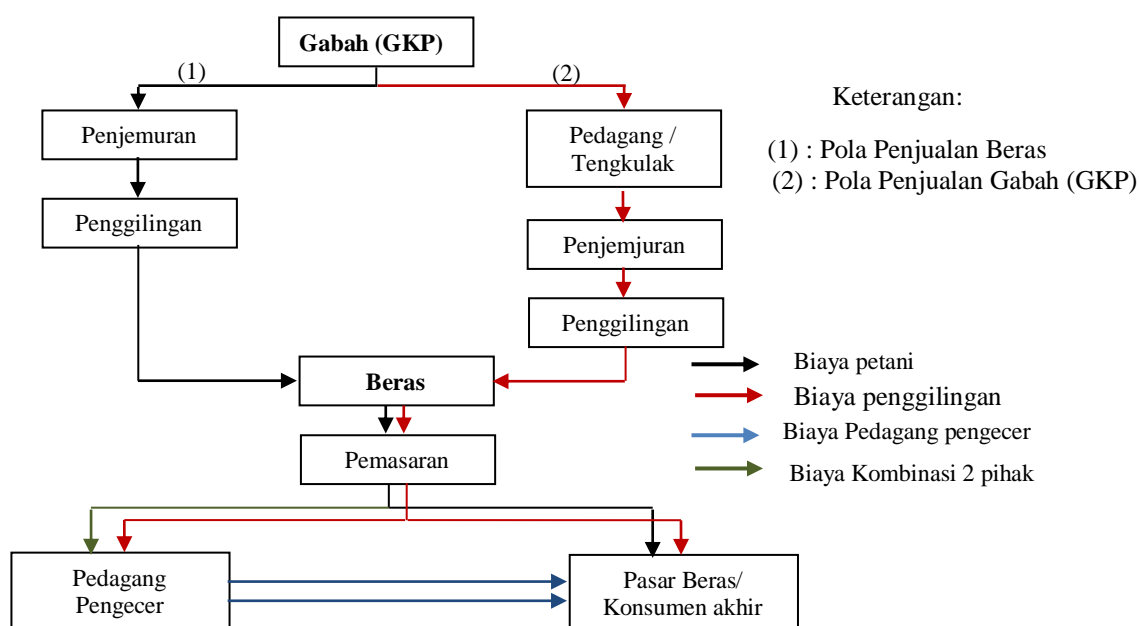 Gabah (GKP)
(1)
(2)
Keterangan:
Penjemuran
Pedagang /
Tengkulak
(1) : Pola Penjualan Beras
(2) : Pola Penjualan Gabah (GKP)
Penggilingan
Penjemjuran
Penggilingan
Beras
Biaya petani
Biaya penggilingan
Biaya Pedagang pengecer
Biaya Kombinasi 2 pihak
Pemasaran
Pedagang
Pengecer
Pasar Beras/
Konsumen akhir